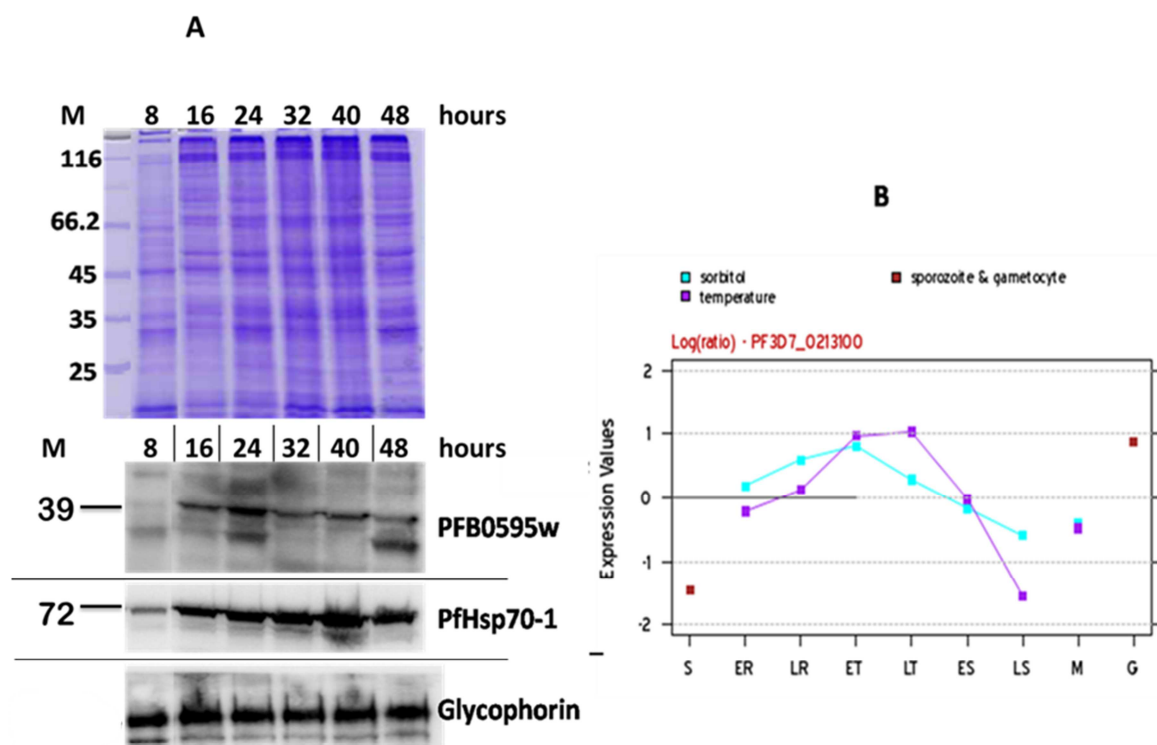 A
M 8 16 24 32 40 48 hours
116
66.2
45
35
25
M 8 16 24 32 40 48 hours
39
PFB0595w
72
PfHsp70-1
Glycophorin
B
sorbitol sporozoite & gametocyte
temperature
Log(ratio) - PF3D7_0213100
Expression Values
2
1
0
-1
-2
S ER LR ET LT ES LS M G